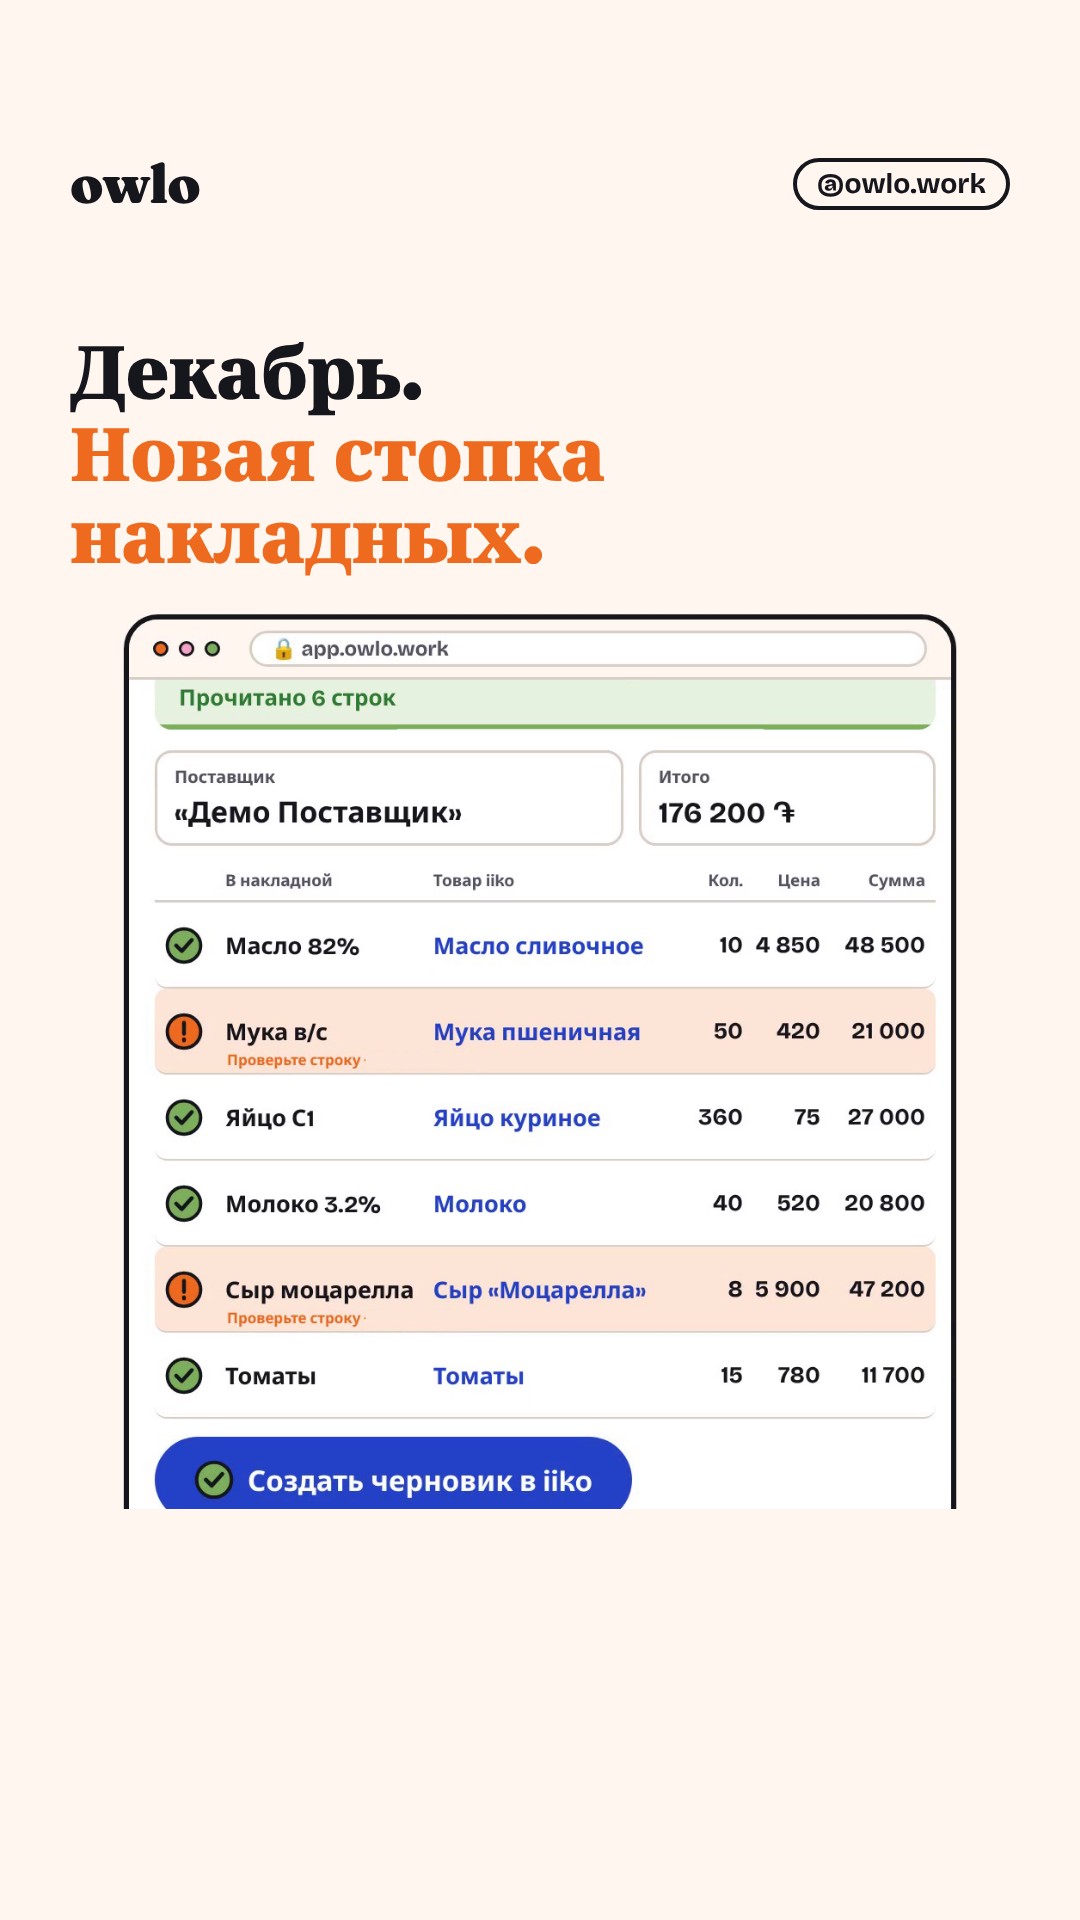 owlo
@owlo.work
Декабрь.
Новая стопка
накладных.
app.owlo.work
Прочитано 6 строк
Поставщик
«Демо Поставщик»
Итого
176 200 ֏
В накладной Товар iiko Кол. Цена Сумма
Масло 82% Масло сливочное 10 4 850 48 500
Мука в/с Мука пшеничная 50 420 21 000
Проверьте строку ·
Яйцо С1 Яйцо куриное 360 75 27 000
Молоко 3.2% Молоко 40 520 20 800
Сыр моцарелла Сыр «Моцарелла» 8 5 900 47 200
Проверьте строку ·
Томаты Томаты 15 780 11 700
Создать черновик в iiko